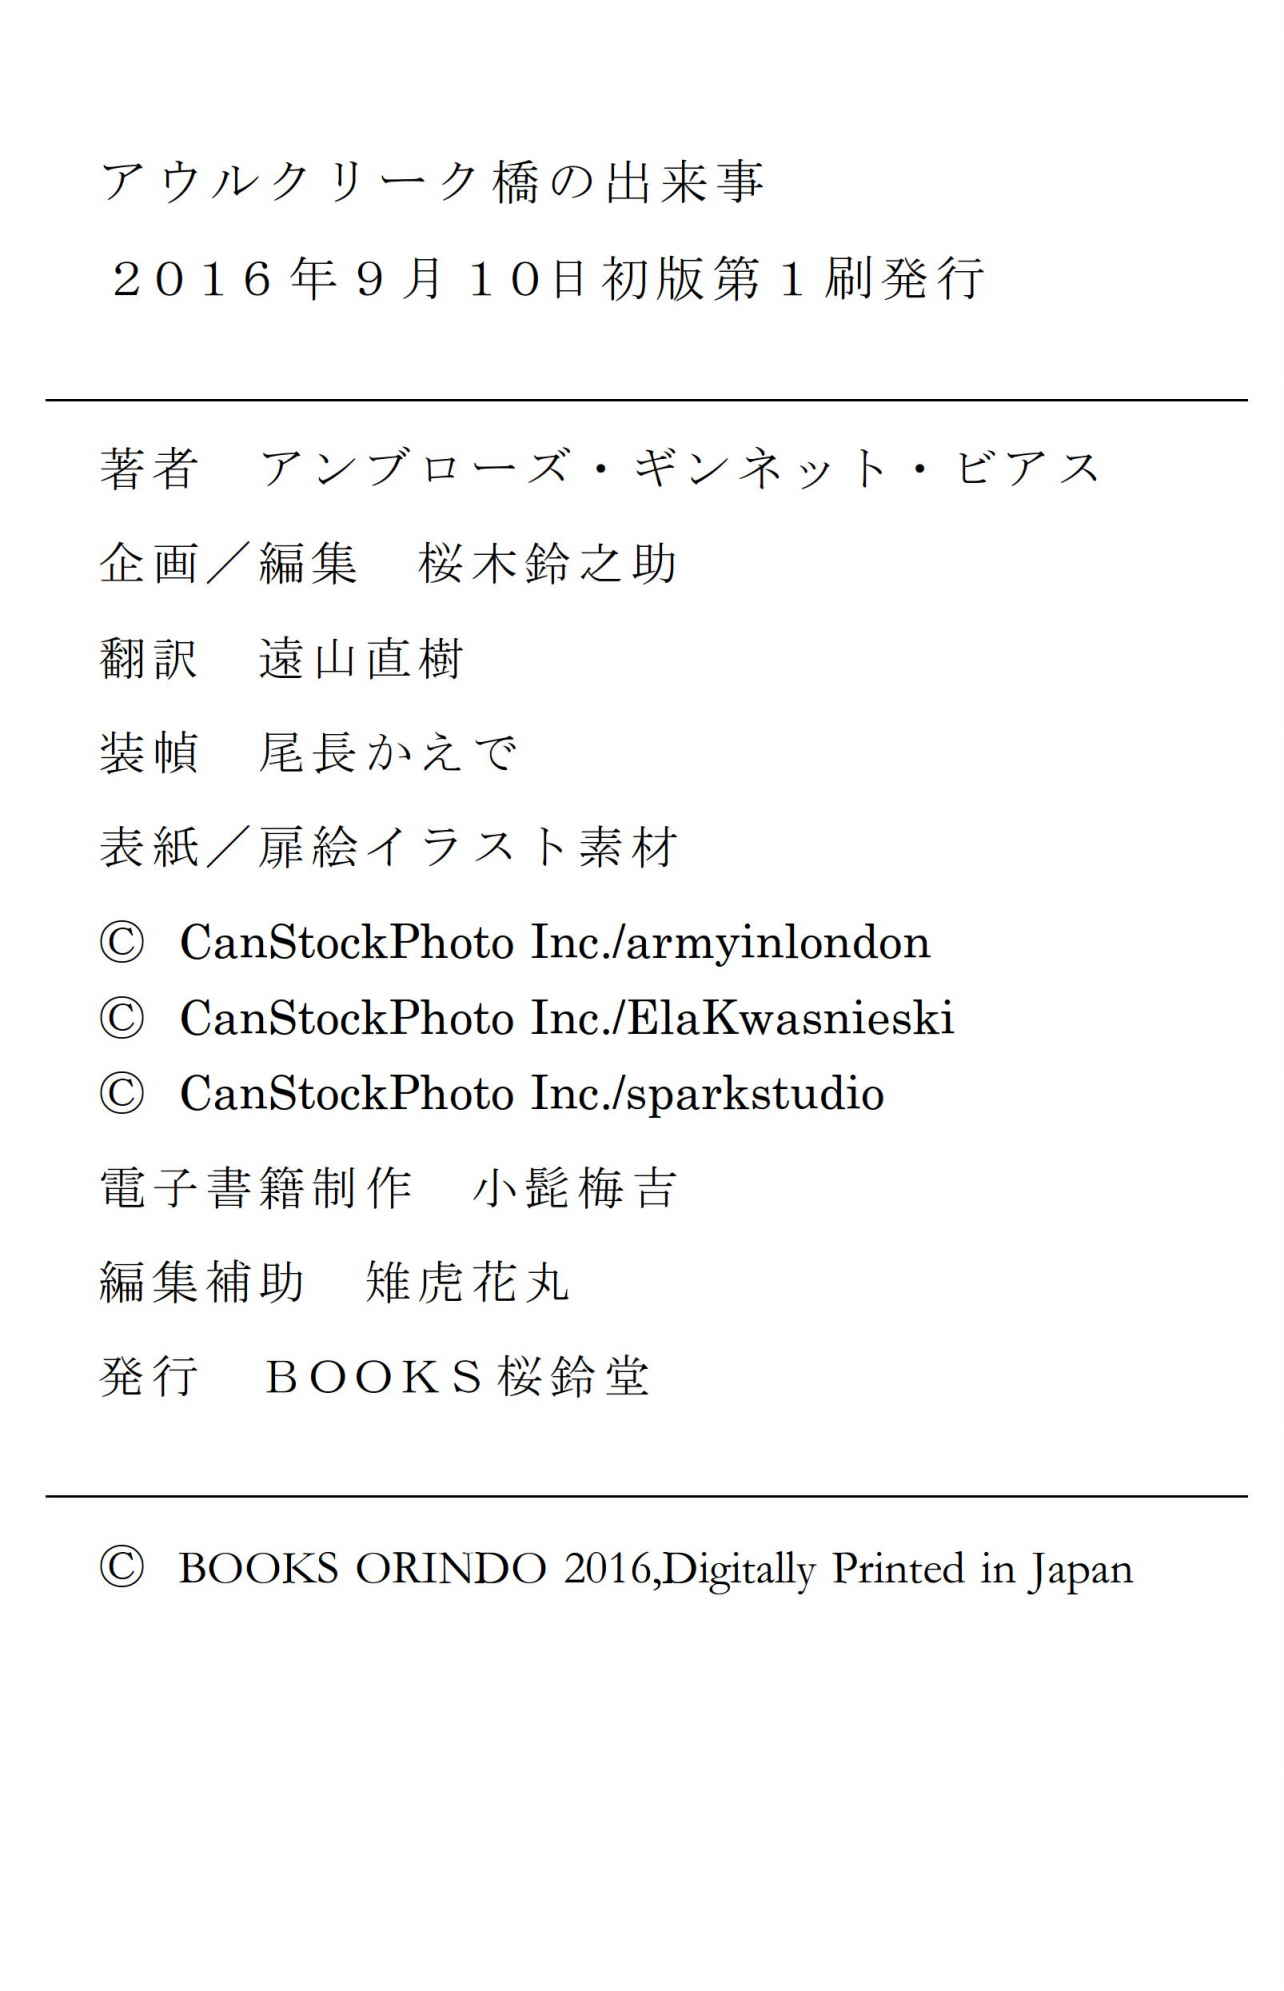 アウルクリーク橋の出来事
２０１６年９月１０日初版第１刷発行
著者　アンブローズ・ギンネット・ビアス
企画／編集　桜木鈴之助
翻訳　遠山直樹
装幀　尾長かえで
表紙／扉絵イラスト素材
© CanStockPhoto Inc./armyinlondon
© CanStockPhoto Inc./ElaKwasnieski
© CanStockPhoto Inc./sparkstudio
電子書籍制作　小髭梅吉
編集補助　雉虎花丸
発行　ＢＯＯＫＳ桜鈴堂
© BOOKS ORINDO 2016,Digitally Printed in Japan